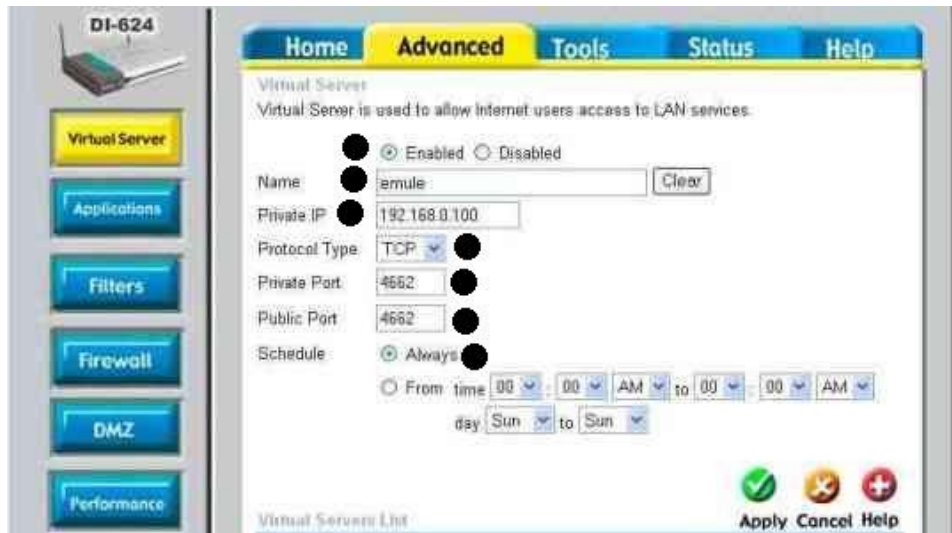 DI-624
Home Advanced Tools Status Help
Virtual Server
Virtual Server is used to allow Internet users access to LAN services.
Virtual Server
Enabled Disabled
Name emule Clear
Applications
Private IP 192.168.0.100
Protocol Type TCP
Filters
Private Port 4662
Public Port 4662
Firewall
Schedule Always
From time 00 : 00 AM to 00 : 00 AM
day Sun to Sun
DMZ
Performance
Apply Cancel Help
Virtual Servers List